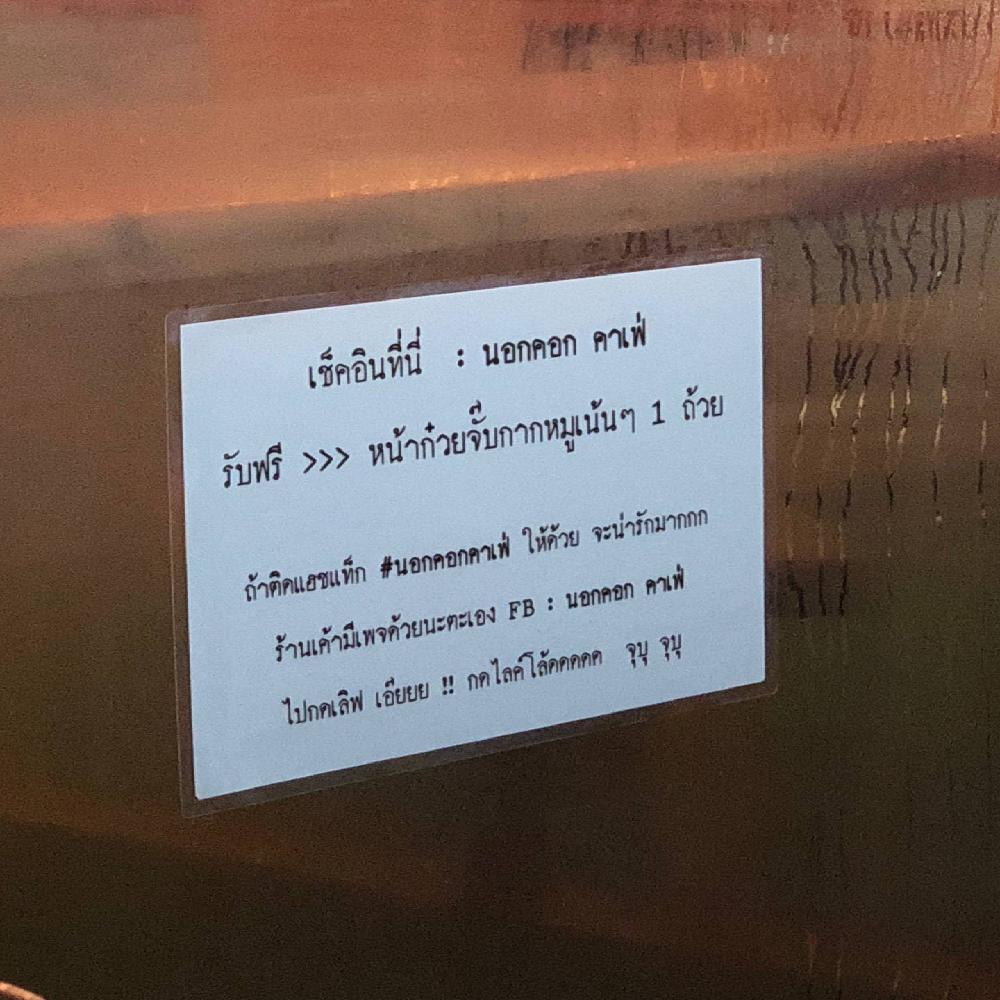 เช็คอินที่นี่ : นอกคอก คาเฟ่
รับฟรี >>> หน้าก๋วยจั๊บกากหมูเน้นๆ 1 ถ้วย
ถ้าติดแฮชแท็ก #นอกคอกคาเฟ่ ให้ด้วย จะน่ารักมากกก
ร้านเค้ามีเพจด้วยนะตะเอง FB : นอกคอก คาเฟ่
ไปกดเลิฟ เอ๊ยยย !! กดไลค์โล้ดดดดด จุบุ จุบุ